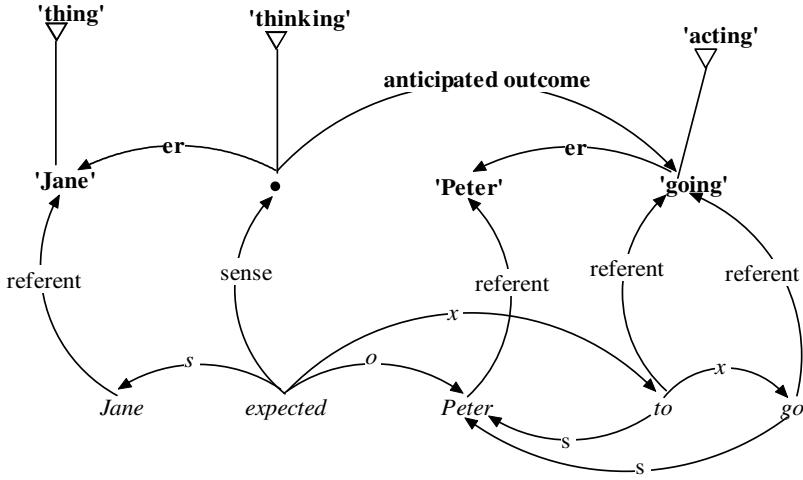 'thing'
'thinking'
'acting'
anticipated outcome
er
er
'Jane'
'Peter'
'going'
referent
sense
referent
referent
referent
x
s
o
x
Jane
expected
Peter
to
go
s
s